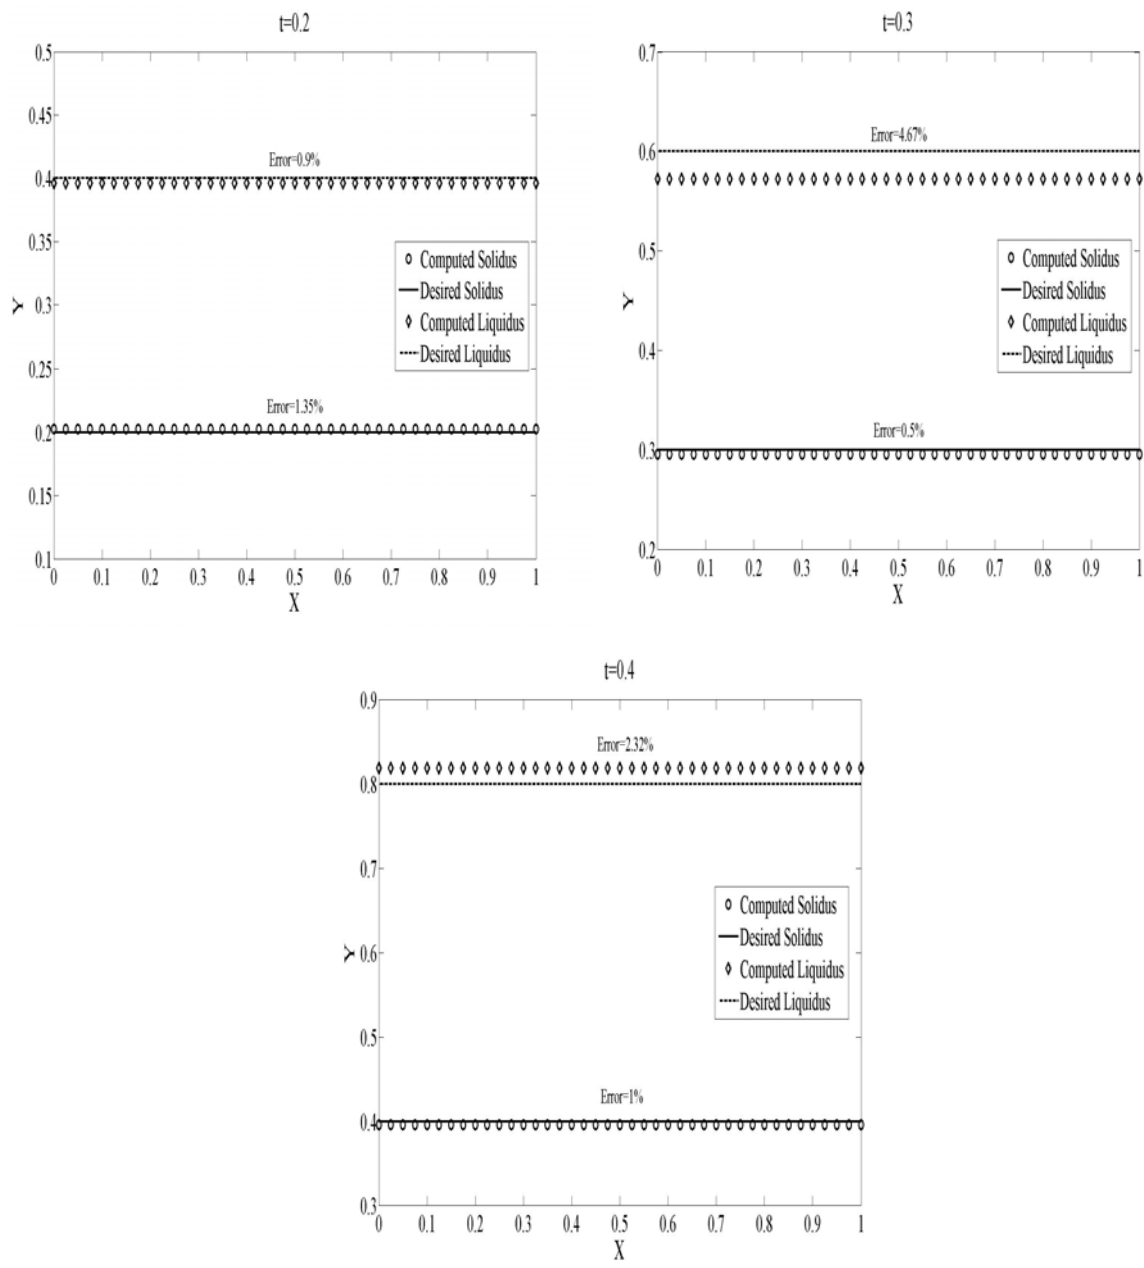 t=0.2
0.5
0.45
Error=0.9%
0.4
0.35
Computed Solidus
Desired Solidus
Y
0.3
Computed Liquidus
Desired Liquidus
0.25
Error=1.35%
0.2
0.15
0.1
0 0.1 0.2 0.3 0.4 0.5 0.6 0.7 0.8 0.9 1
X
t=0.3
0.7
Error=4.67%
0.6
0.5
Computed Solidus
Desired Solidus
Y
Computed Liquidus
Desired Liquidus
0.4
Error=0.5%
0.3
0.2
0 0.1 0.2 0.3 0.4 0.5 0.6 0.7 0.8 0.9 1
X
t=0.4
0.9
Error=2.32%
0.8
0.7
Computed Solidus
Desired Solidus
Y
0.6
Computed Liquidus
Desired Liquidus
0.5
Error=1%
0.4
0.3
0 0.1 0.2 0.3 0.4 0.5 0.6 0.7 0.8 0.9 1
X